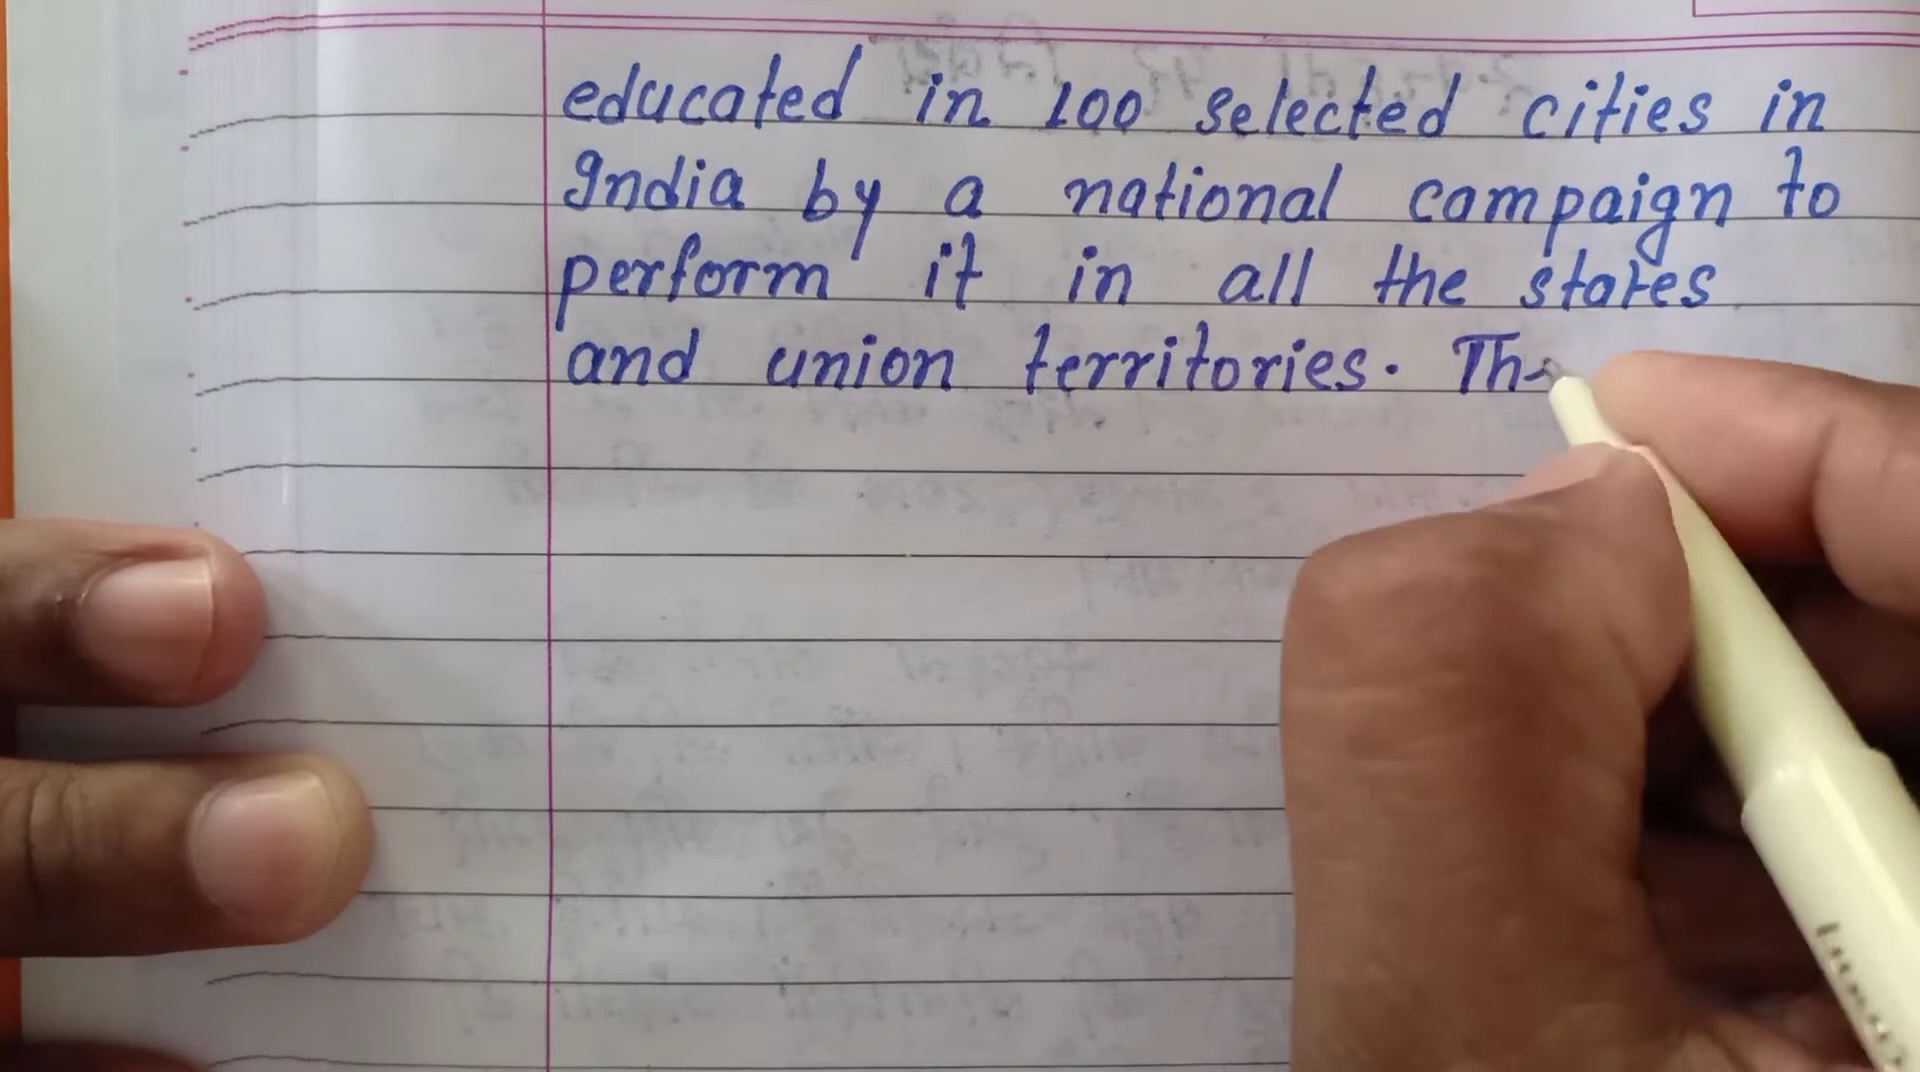 educated in 100 selected cities in
India by a national campaign to
perform it in all the states
and union territories. Th